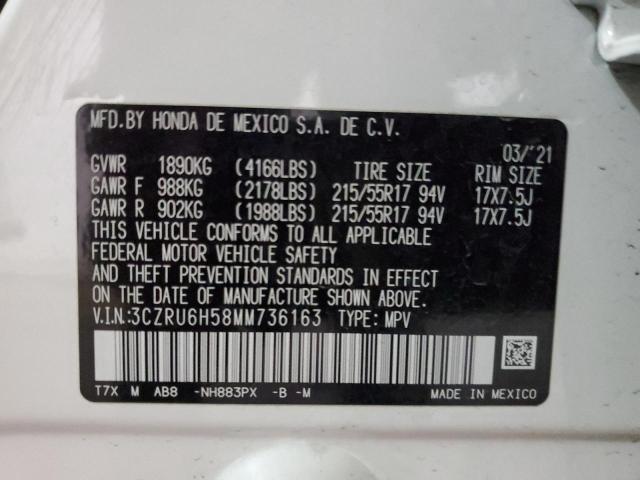 MFD. BY HONDA DE MEXICO S.A. DE C.V.
03/'21
GVWR 1890KG (4166LBS) TIRE SIZE RIM SIZE
GAWR F 988KG (2178LBS) 215/55R17 94V 17X7.5J
GAWR R 902KG (1988LBS) 215/55R17 94V 17X7.5J
THIS VEHICLE CONFORMS TO ALL APPLICABLE
FEDERAL MOTOR VEHICLE SAFETY
AND THEFT PREVENTION STANDARDS IN EFFECT
ON THE DATE OF MANUFACTURE SHOWN ABOVE.
V.I.N.:3CZRU6H58MM736163 TYPE: MPV
T7X M AB8 -NH883PX -B -M MADE IN MEXICO